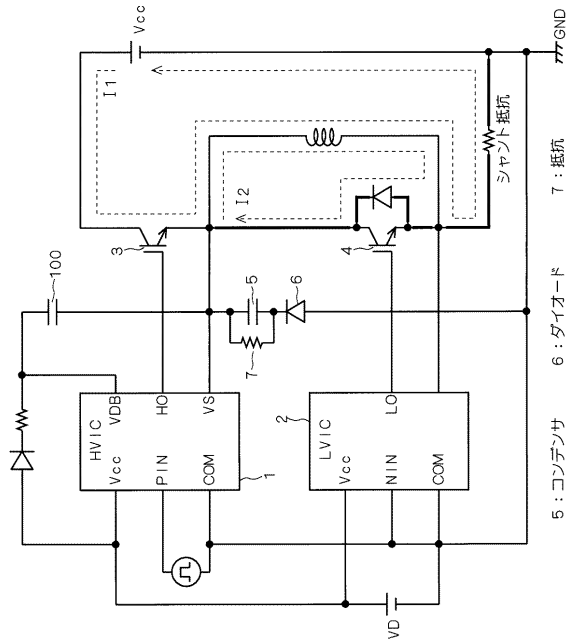 Vcc
I1
GND
シャント抵抗
I2
3
4
100
5
6
7
HVIC
VDB
HO
VS
Vcc
PIN
COM
1
LVIC
2
LO
Vcc
NIN
COM
VD
5:コンデンサ 6:ダイオード 7:抵抗